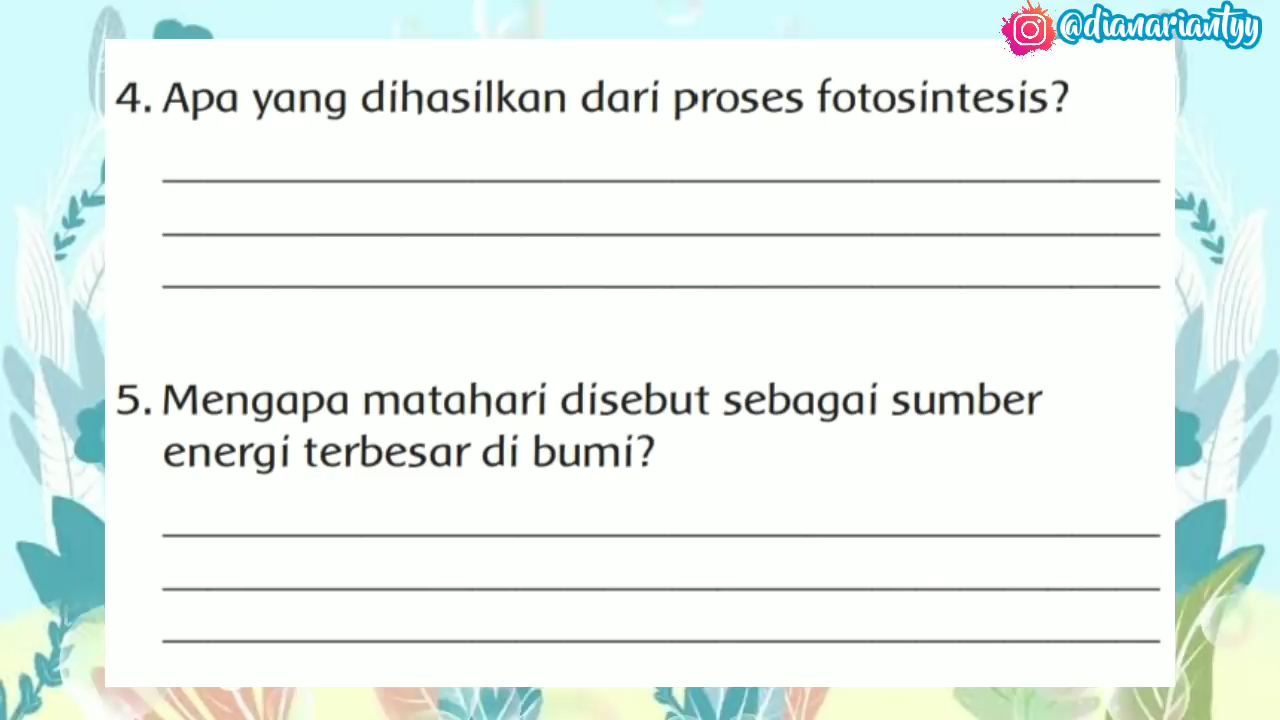 @dianariantyy
4. Apa yang dihasilkan dari proses fotosintesis?
5. Mengapa matahari disebut sebagai sumber
energi terbesar di bumi?